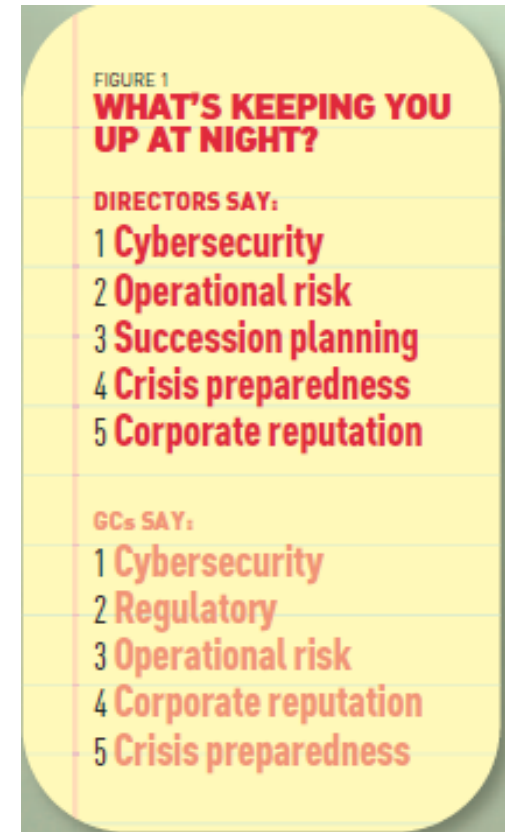 FIGURE 1
WHAT'S KEEPING YOU
UP AT NIGHT?
DIRECTORS SAY:
1 Cybersecurity
2 Operational risk
3 Succession planning
4 Crisis preparedness
5 Corporate reputation
GCs SAY:
1 Cybersecurity
2 Regulatory
3 Operational risk
4 Corporate reputation
5 Crisis preparedness